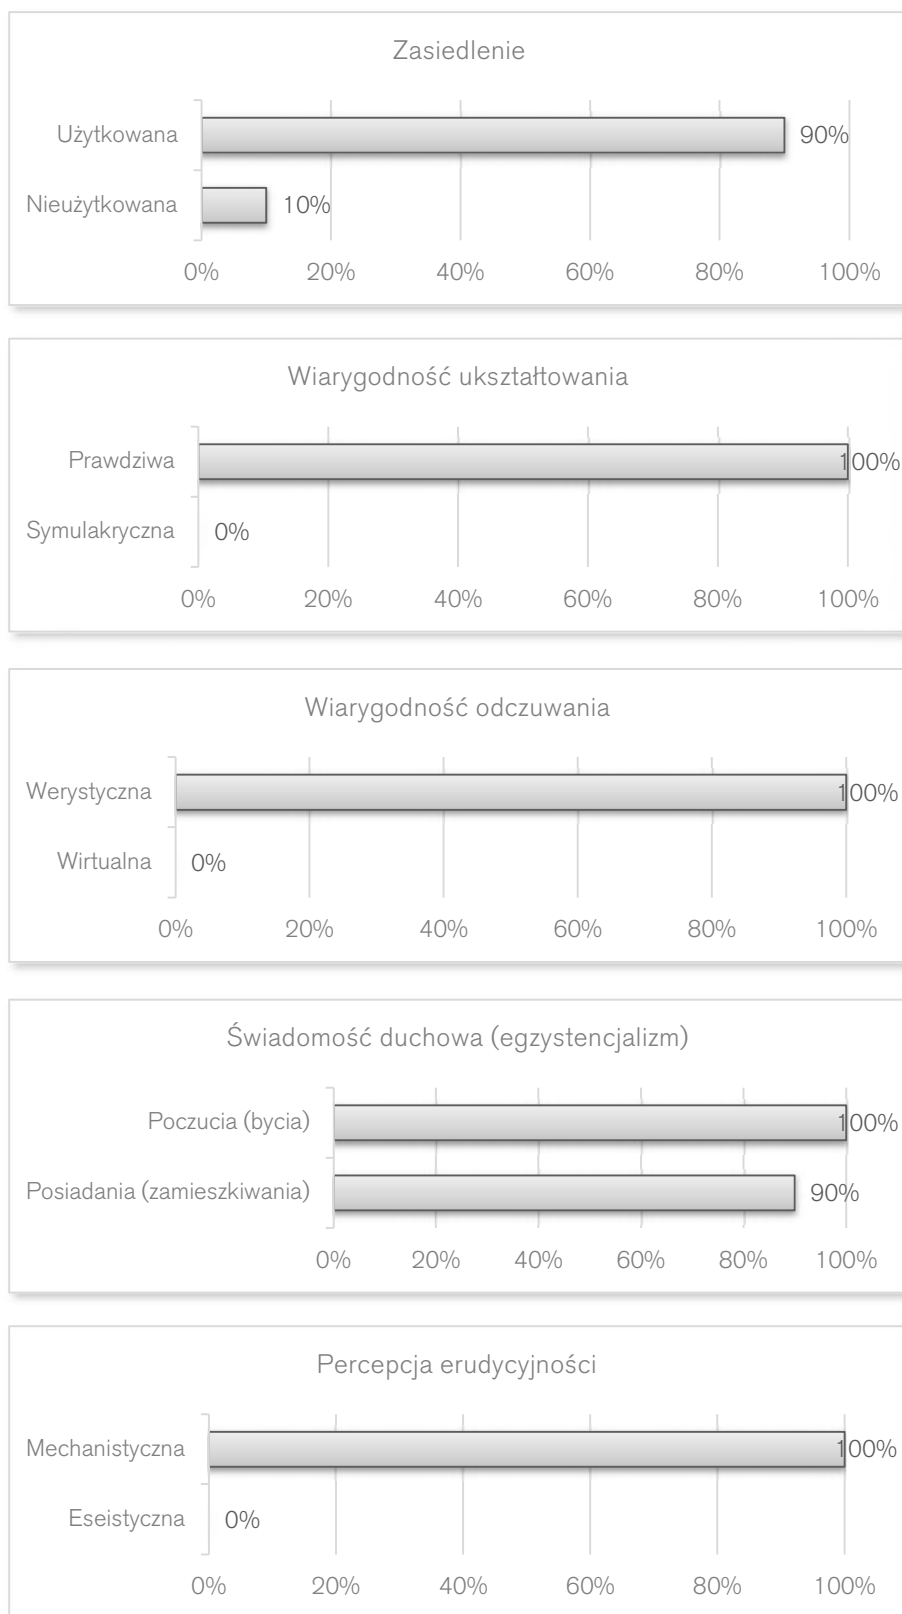 Zasiedlenie
Użytkowana 90%
Nieużytkowana 10%
0% 20% 40% 60% 80% 100%
Wiarygodność ukształtowania
Prawdziwa 100%
Symulakryczna 0%
0% 20% 40% 60% 80% 100%
Wiarygodność odczuwania
Werystyczna 100%
Wirtualna 0%
0% 20% 40% 60% 80% 100%
Świadomość duchowa (egzystencjalizm)
Poczucia (bycia) 100%
Posiadania (zamieszkiwania) 90%
0% 20% 40% 60% 80% 100%
Percepcja erudycyjności
Mechanistyczna 100%
Eseistyczna 0%
0% 20% 40% 60% 80% 100%